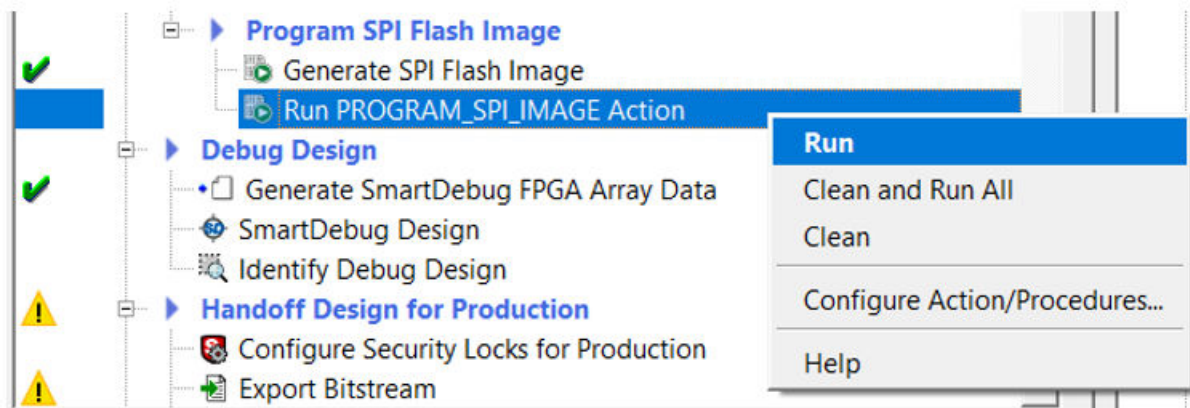 Program SPI Flash Image
Generate SPI Flash Image
Run PROGRAM_SPI_IMAGE Action
Debug Design
Generate SmartDebug FPGA Array Data
SmartDebug Design
Identify Debug Design
Handoff Design for Production
Configure Security Locks for Production
Export Bitstream
Run
Clean and Run All
Clean
Configure Action/Procedures...
Help